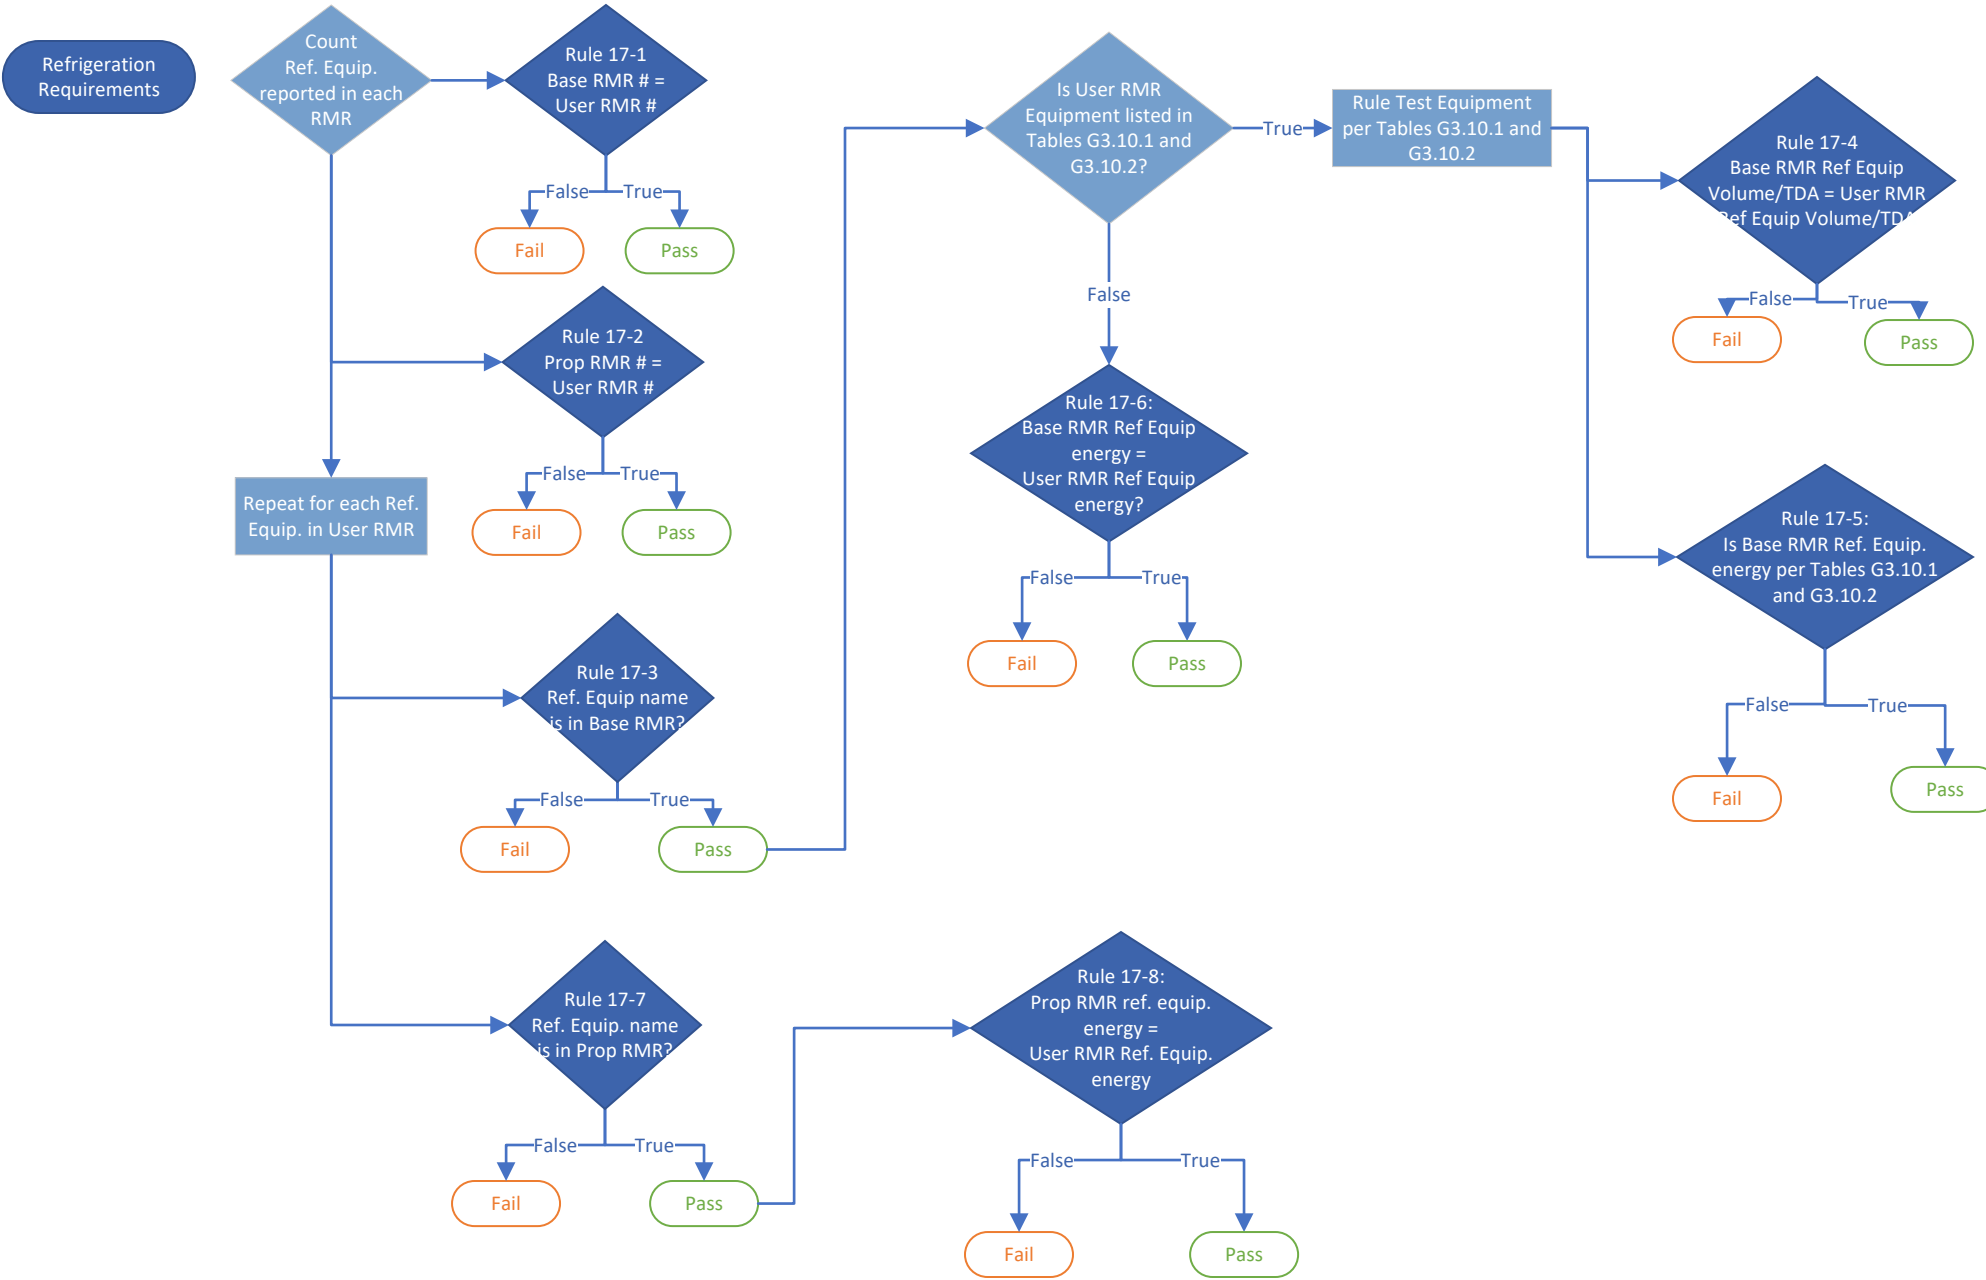 Refrigeration
Requirements
Count
Ref. Equip.
reported in each
RMR
Rule 17-1
Base RMR # =
User RMR #
False
True
Fail
Pass
Rule 17-2
Prop RMR # =
User RMR #
False
True
Fail
Pass
Repeat for each Ref.
Equip. in User RMR
Rule 17-3
Ref. Equip name
is in Base RMR?
False
True
Fail
Pass
Rule 17-7
Ref. Equip. name
is in Prop RMR?
False
True
Fail
Pass
Is User RMR
Equipment listed in
Tables G3.10.1 and
G3.10.2?
True
False
Rule Test Equipment
per Tables G3.10.1 and
G3.10.2
Rule 17-6:
Base RMR Ref Equip
energy =
User RMR Ref Equip
energy?
False
True
Fail
Pass
Rule 17-8:
Prop RMR ref. equip.
energy =
User RMR Ref. Equip.
energy
False
True
Fail
Pass
Rule 17-4
Base RMR Ref Equip
Volume/TDA = User RMR
Ref Equip Volume/TDA
False
True
Fail
Pass
Rule 17-5:
Is Base RMR Ref. Equip.
energy per Tables G3.10.1
and G3.10.2
False
True
Fail
Pass